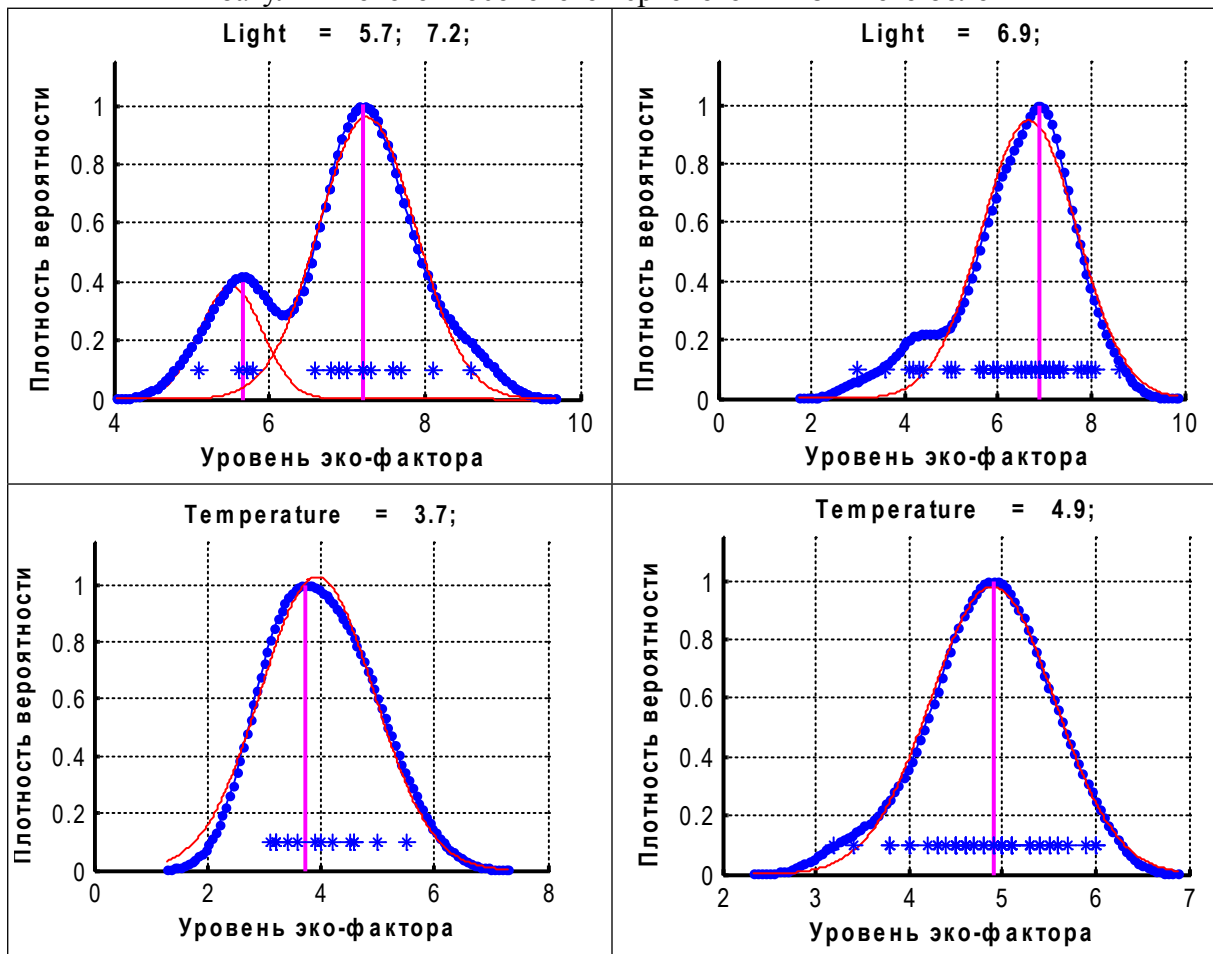 Light = 5.7; 7.2;
Плотность вероятности
1
0.8
0.6
0.4
0.2
0
4 6 8 10
Уровень эко-фактора
Light = 6.9;
Плотность вероятности
1
0.8
0.6
0.4
0.2
0
0 2 4 6 8 10
Уровень эко-фактора
Temperature = 3.7;
Плотность вероятности
1
0.8
0.6
0.4
0.2
0
0 2 4 6 8
Уровень эко-фактора
Temperature = 4.9;
Плотность вероятности
1
0.8
0.6
0.4
0.2
0
2 3 4 5 6 7
Уровень эко-фактора